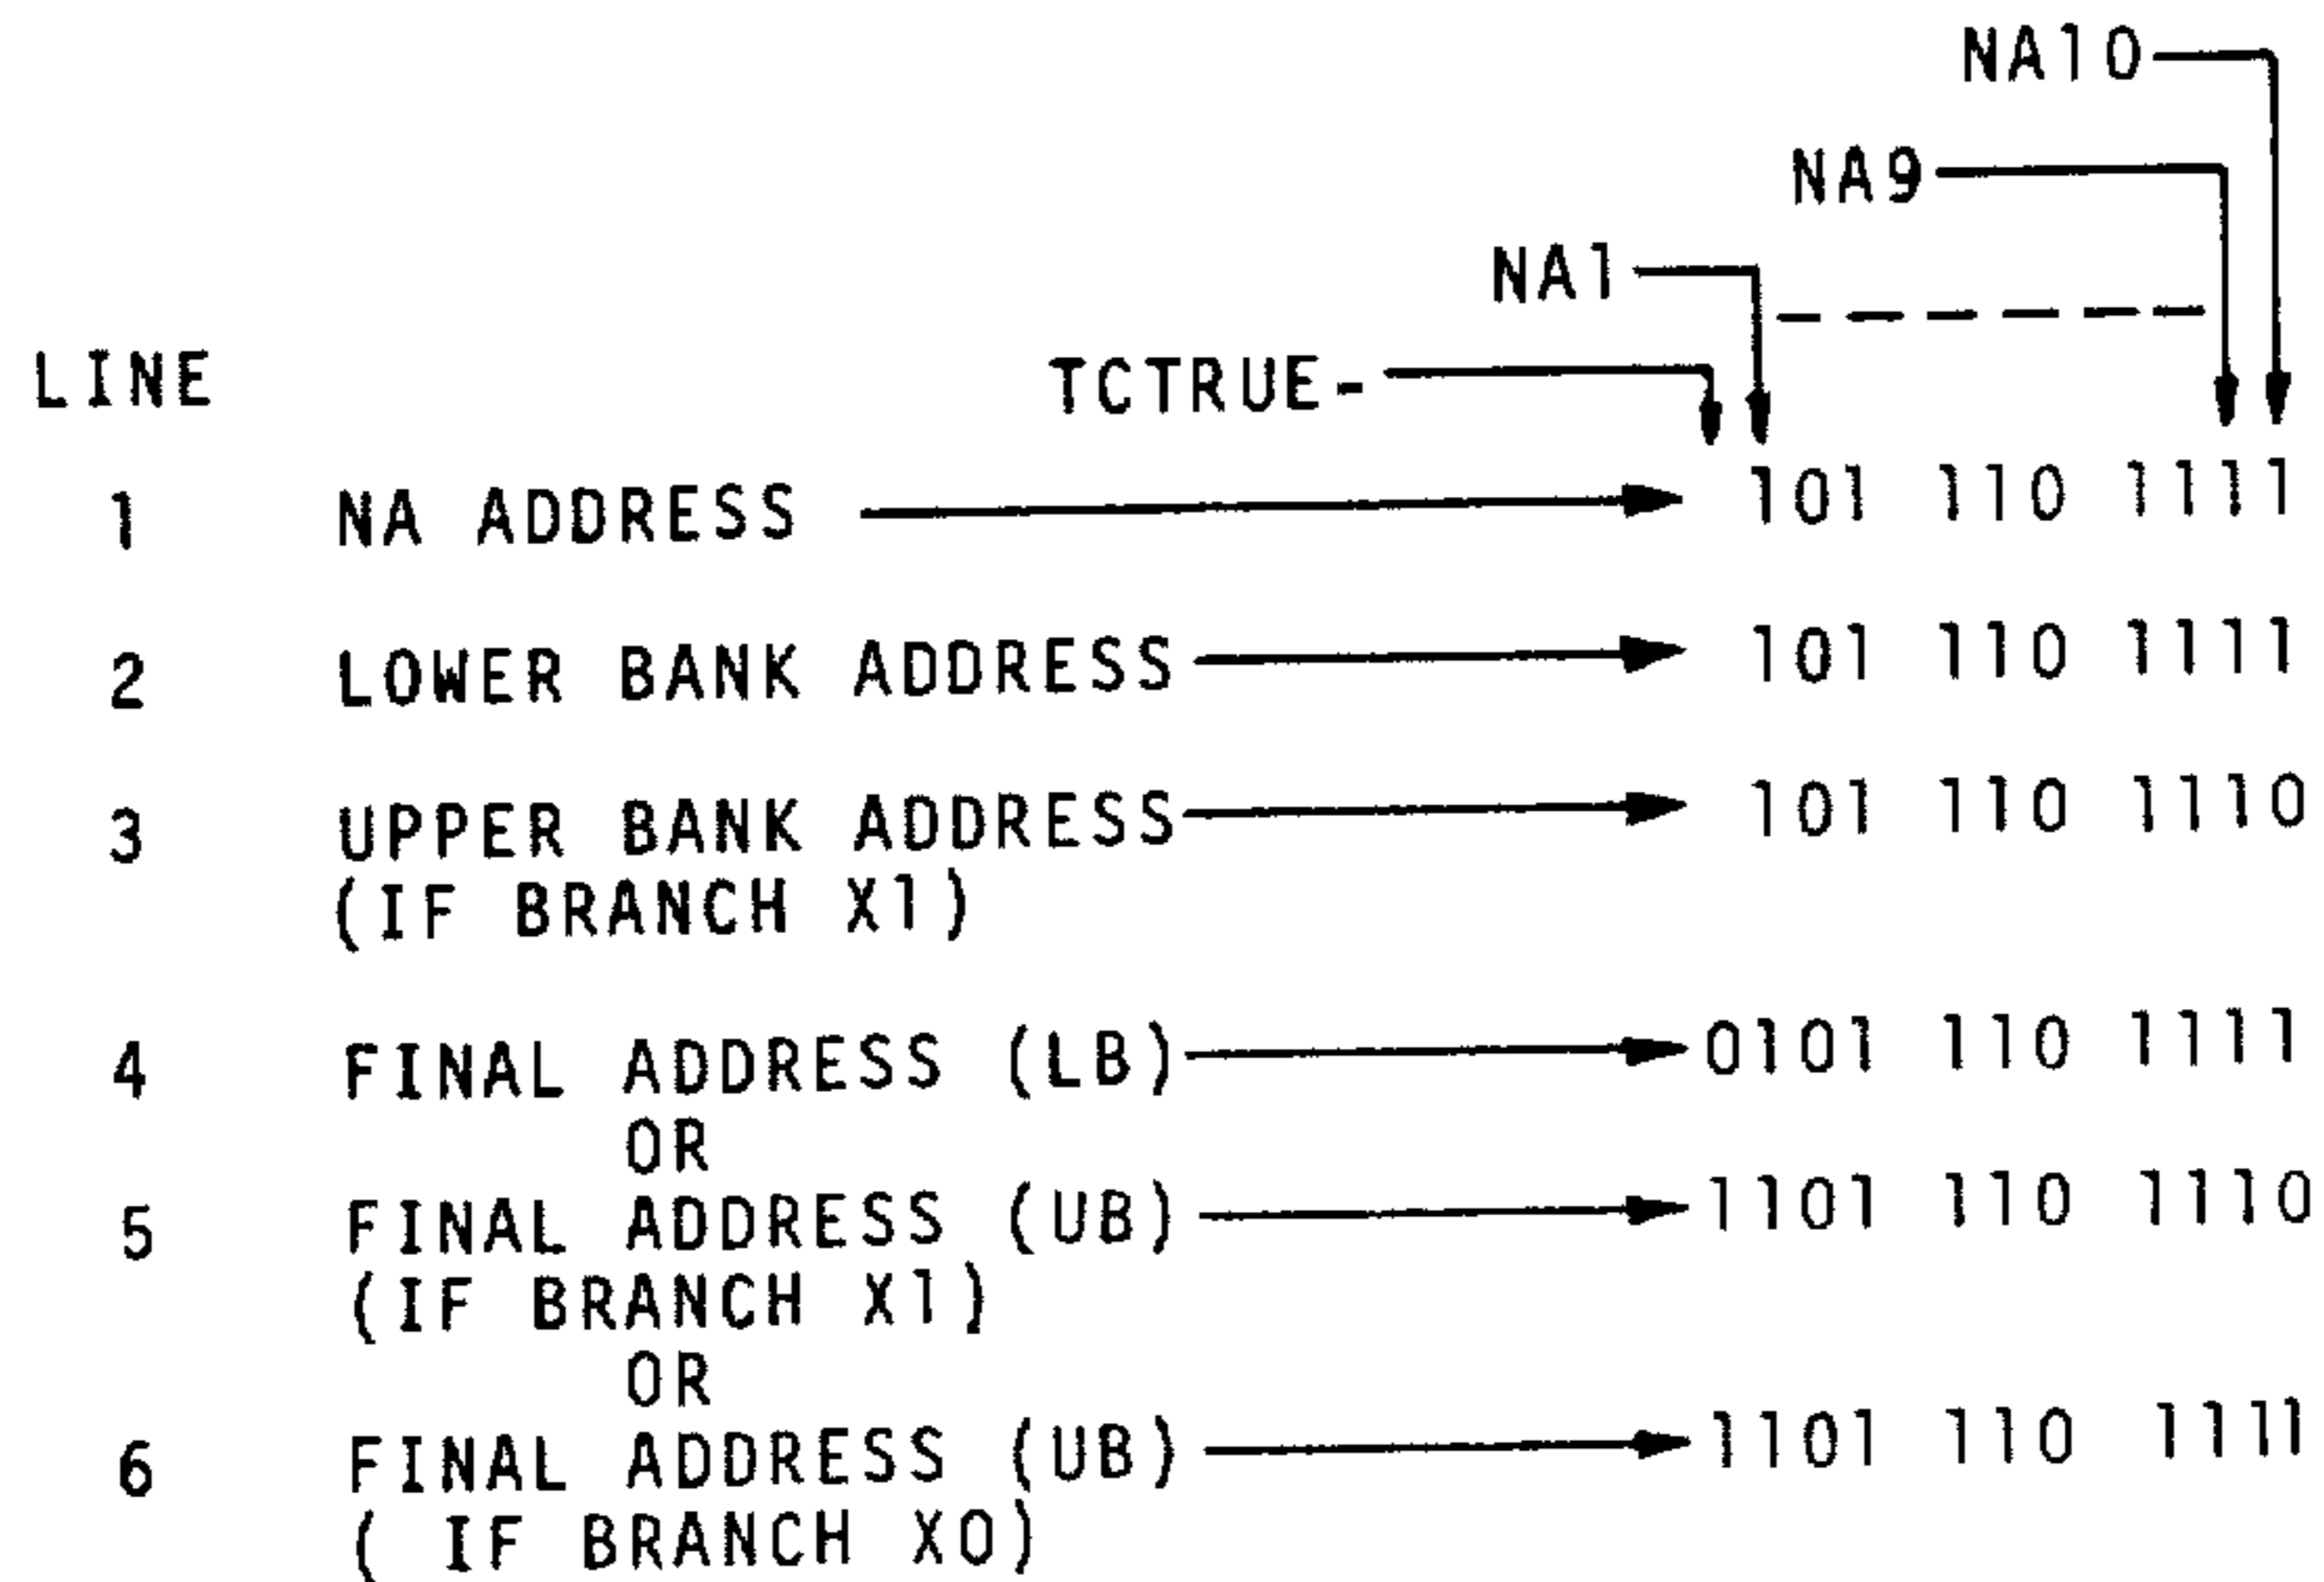 NA10
NA9
NA1
LINE TCTRUE-
1 NA ADDRESS 101 110 1111
2 LOWER BANK ADDRESS 101 110 1111
3 UPPER BANK ADDRESS 101 110 1110
(IF BRANCH X1)
4 FINAL ADDRESS (LB) 0101 110 1111
OR
5 FINAL ADDRESS (UB) 1101 110 1110
(IF BRANCH X1)
OR
6 FINAL ADDRESS (UB) 1101 110 1111
( IF BRANCH X0)